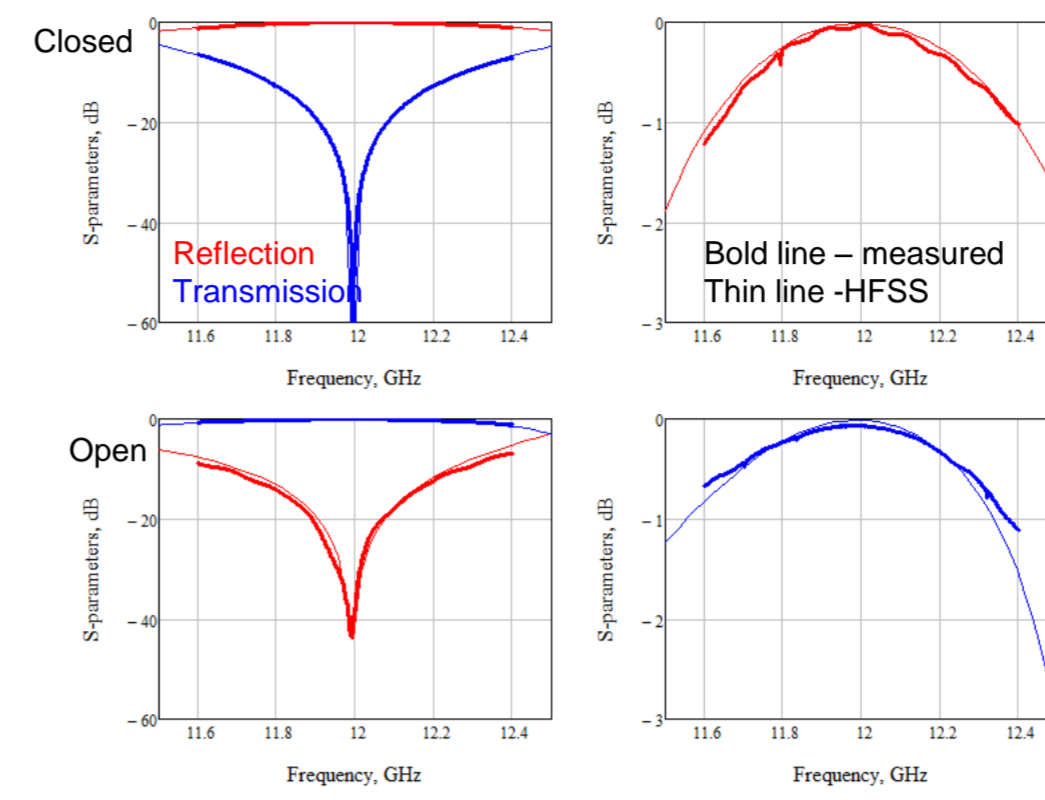 Closed
S-parameters, dB
0
– 20
– 40
– 60
Reflection
Transmission
11.6 11.8 12 12.2 12.4
Frequency, GHz
S-parameters, dB
0
– 1
– 2
– 3
Bold line – measured
Thin line -HFSS
11.6 11.8 12 12.2 12.4
Frequency, GHz
Open
S-parameters, dB
0
– 20
– 40
– 60
11.6 11.8 12 12.2 12.4
Frequency, GHz
S-parameters, dB
0
– 1
– 2
– 3
11.6 11.8 12 12.2 12.4
Frequency, GHz